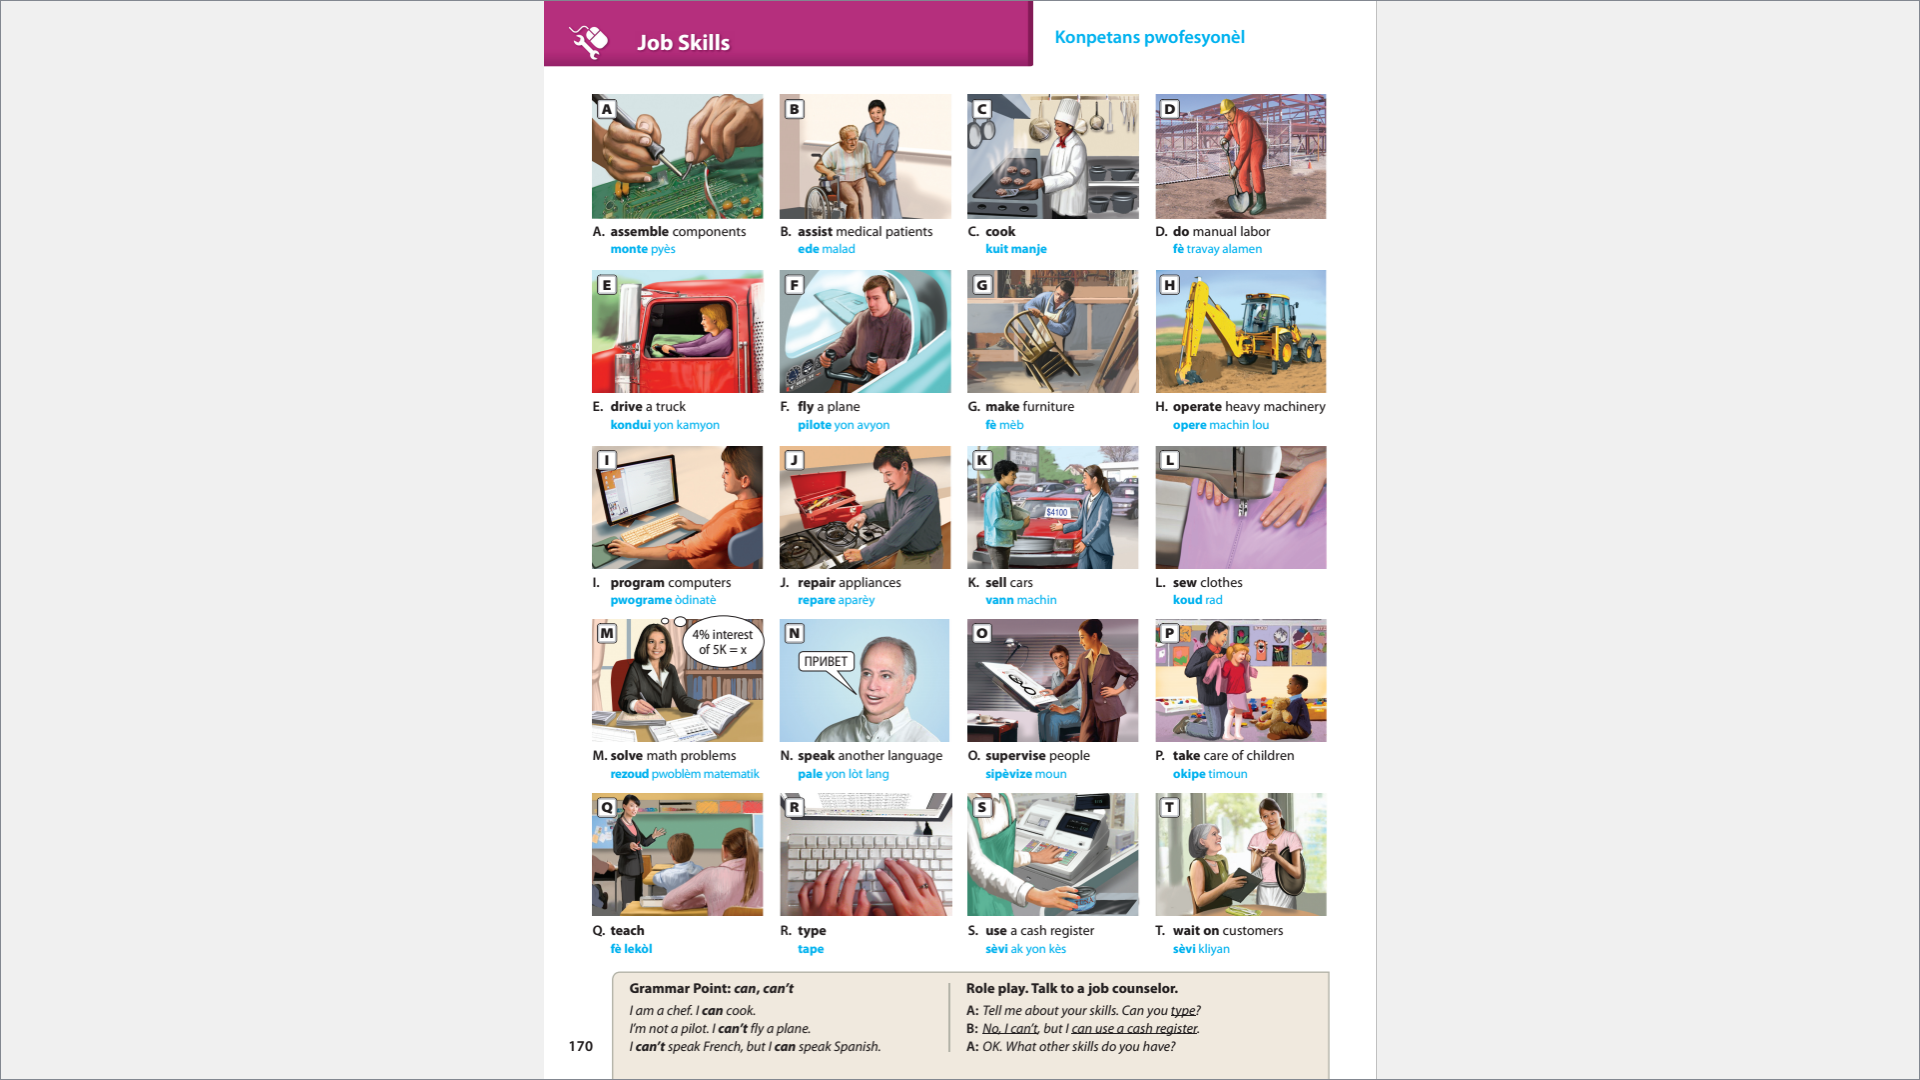 Job Skills
Konpetans pwofesyonèl
A
B
C
D
A. assemble components
monte pyès
B. assist medical patients
ede malad
C. cook
kuit manje
D. do manual labor
fè travay alamen
E
F
G
H
E. drive a truck
kondui yon kamyon
F. fly a plane
pilote yon avyon
G. make furniture
fè mèb
H. operate heavy machinery
opere machin lou
I
J
K
$4100
L
I. program computers
pwograme òdinatè
J. repair appliances
repare aparèy
K. sell cars
vann machin
L. sew clothes
koud rad
M
4% interest
of 5K = x
N
ПРИВЕТ
O
P
M. solve math problems
rezoud pwoblèm matematik
N. speak another language
pale yon lòt lang
O. supervise people
sipèvize moun
P. take care of children
okipe timoun
Q
R
S
T
Q. teach
fè lekòl
R. type
tape
S. use a cash register
sèvi ak yon kès
T. wait on customers
sèvi kliyan
Grammar Point: can, can't
I am a chef. I can cook.
I'm not a pilot. I can't fly a plane.
I can't speak French, but I can speak Spanish.
Role play. Talk to a job counselor.
A: Tell me about your skills. Can you type?
B: No, I can't, but I can use a cash register.
A: OK. What other skills do you have?
170